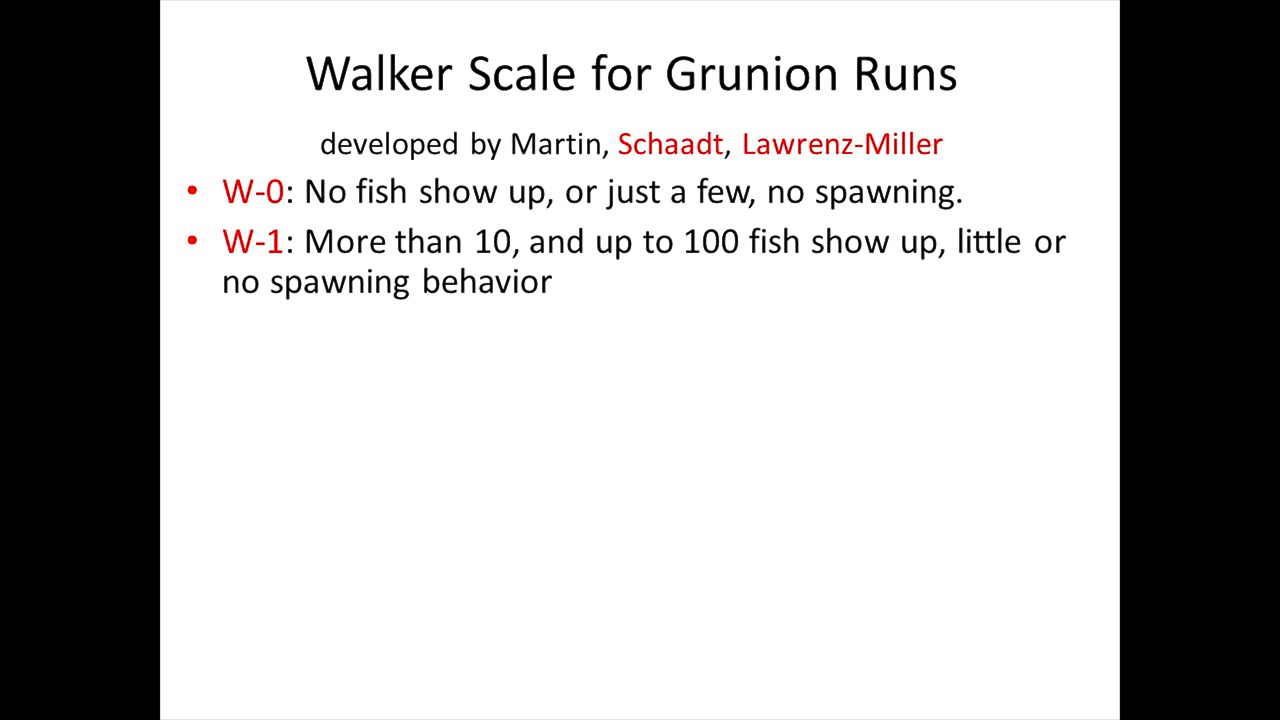 Walker Scale for Grunion Runs
developed by Martin, Schaadt, Lawrenz-Miller
• W-0: No fish show up, or just a few, no spawning.
• W-1: More than 10, and up to 100 fish show up, little or
no spawning behavior